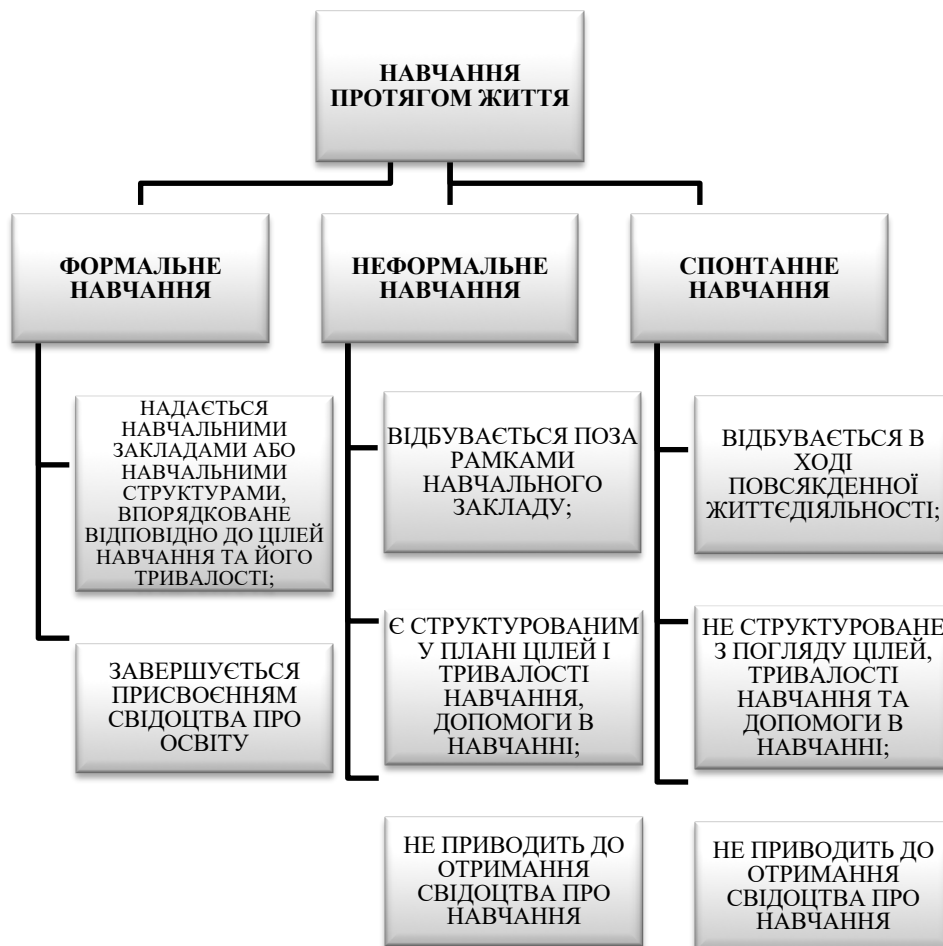 НАВЧАННЯ
ПРОТЯГОМ ЖИТТЯ
ФОРМАЛЬНЕ
НАВЧАННЯ
НАДАЄТЬСЯ
НАВЧАЛЬНИМИ
ЗАКЛАДАМИ АБО
НАВЧАЛЬНИМИ
СТРУКТУРАМИ,
ВПОРЯДКОВАНЕ
ВІДПОВІДНО ДО ЦІЛЕЙ
НАВЧАННЯ ТА ЙОГО
ТРИВАЛОСТІ;
ЗАВЕРШУЄТЬСЯ
ПРИСВОЄННЯМ
СВІДОЦТВА ПРО
ОСВІТУ
НЕФОРМАЛЬНЕ
НАВЧАННЯ
ВІДБУВАЄТЬСЯ ПОЗА
РАМКАМИ
НАВЧАЛЬНОГО
ЗАКЛАДУ;
Є СТРУКТУРОВАНИМ
У ПЛАНІ ЦІЛЕЙ І
ТРИВАЛОСТІ
НАВЧАННЯ,
ДОПОМОГИ В
НАВЧАННІ;
НЕ ПРИВОДИТЬ ДО
ОТРИМАННЯ
СВІДОЦТВА ПРО
НАВЧАННЯ
СПОНТАННЕ
НАВЧАННЯ
ВІДБУВАЄТЬСЯ В
ХОДІ
ПОВСЯКДЕННОЇ
ЖИТТЄДІЯЛЬНОСТІ;
НЕ СТРУКТУРОВАНЕ
З ПОГЛЯДУ ЦІЛЕЙ,
ТРИВАЛОСТІ
НАВЧАННЯ ТА
ДОПОМОГИ В
НАВЧАННІ;
НЕ ПРИВОДИТЬ ДО
ОТРИМАННЯ
СВІДОЦТВА ПРО
НАВЧАННЯ